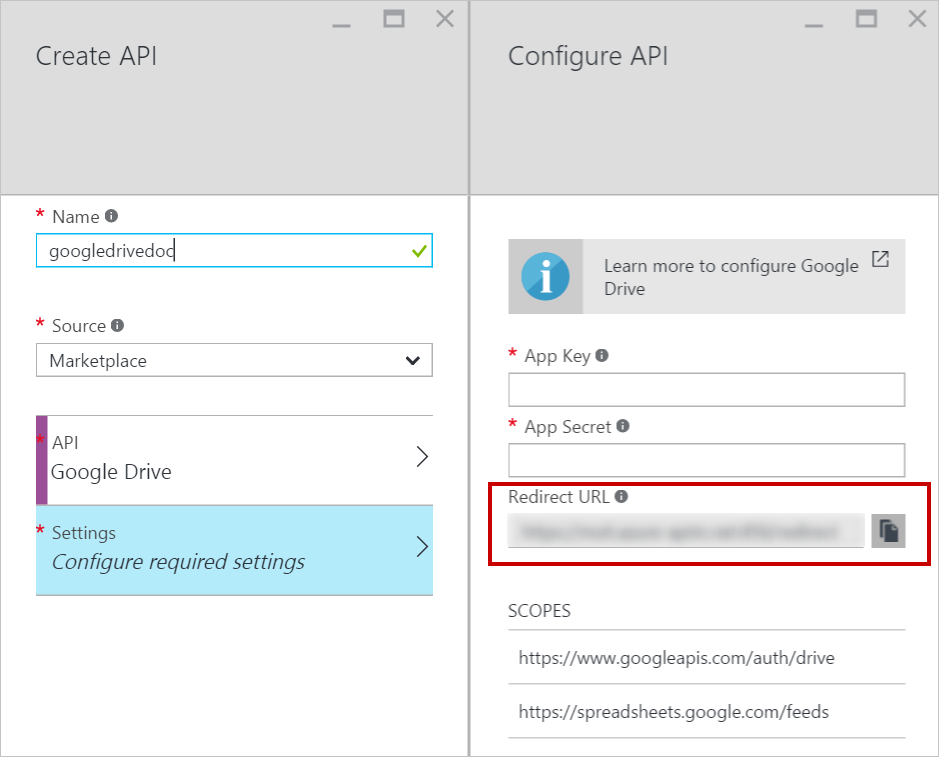 Create API
* Name
googledrivedoc
* Source
Marketplace
* API
Google Drive
* Settings
Configure required settings
Configure API
Learn more to configure Google
Drive
* App Key
* App Secret
Redirect URL
SCOPES
https://www.googleapis.com/auth/drive
https://spreadsheets.google.com/feeds